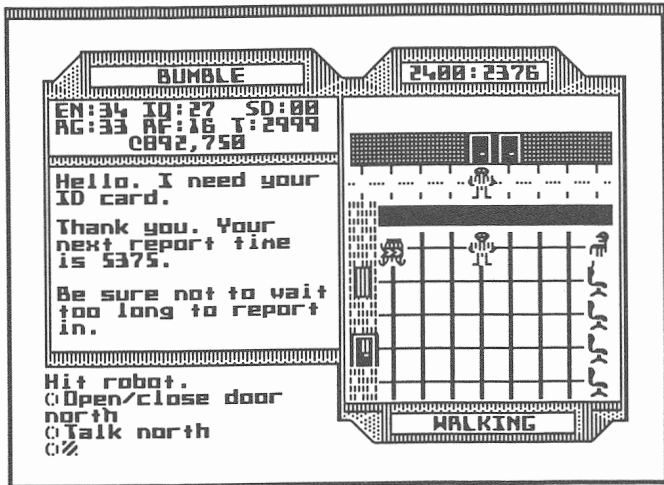 BUMBLE
2400:2376
EN:34 IQ:27 SD:00
AG:33 AF:16 T:2999
C892,750
Hello. I need your
ID card.
Thank you. Your
next report time
is 5375.
Be sure not to wait
too long to report
in.
Hit robot.
Open/close door
north
Talk north
WALKING